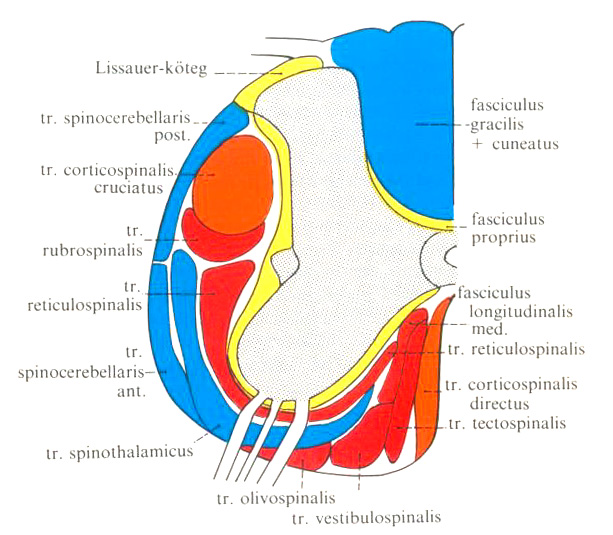 Lissauer-köteg
tr. spinocerebellaris
post.
tr. corticospinalis
cruciatus
tr.
rubrospinalis
tr.
reticulospinalis
tr.
spinocerebellaris
ant.
tr. spinothalamicus
tr. olivospinalis
tr. vestibulospinalis
fasciculus
gracilis
+ cuneatus
fasciculus
proprius
fasciculus
longitudinalis
med.
tr. reticulospinalis
tr. corticospinalis
directus
tr. tectospinalis